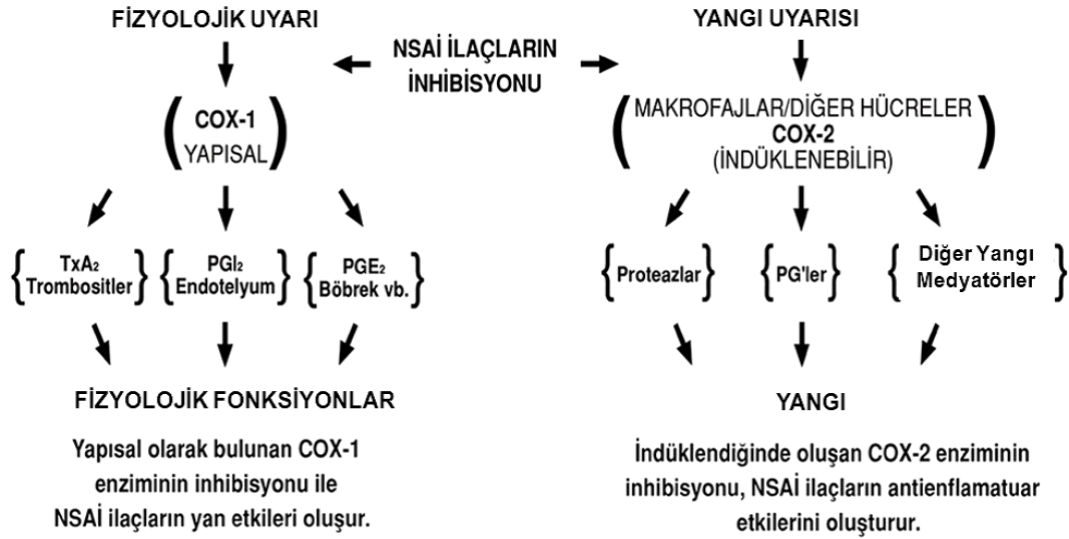 FİZYOLOJİK UYARI
YANGI UYARISI
NSAİ İLAÇLARIN
İNHİBİSYONU
COX-1
YAPISAL
MAKROFAJLAR/DİĞER HÜCRELER
COX-2
(İNDÜKLENEBİLİR)
TxA₂
Trombositler
PGI₂
Endotelyum
PGE₂
Böbrek vb.
Proteazlar
PG'ler
Diğer Yangı
Medyatörler
FİZYOLOJİK FONKSİYONLAR
YANGI
Yapısal olarak bulunan COX-1
enziminin inhibisyonu ile
NSAİ ilaçların yan etkileri oluşur.
İndüklendiğinde oluşan COX-2 enziminin
inhibisyonu, NSAİ ilaçların antienflamatuar
etkilerini oluşturur.